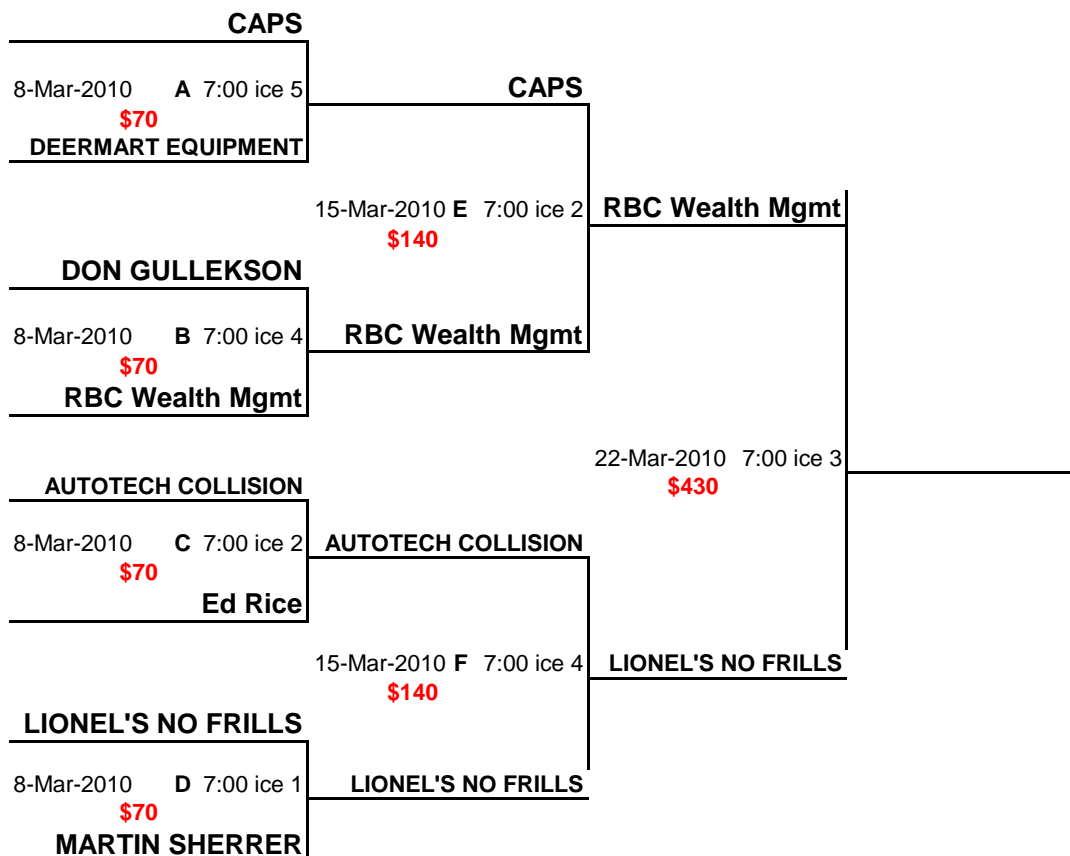 CAPS
8-Mar-2010 A 7:00 ice 5
CAPS
$70
DEERMART EQUIPMENT
15-Mar-2010 E 7:00 ice 2
RBC Wealth Mgmt
$140
DON GULLEKSON
8-Mar-2010 B 7:00 ice 4
RBC Wealth Mgmt
$70
RBC Wealth Mgmt
22-Mar-2010 7:00 ice 3
$430
AUTOTECH COLLISION
8-Mar-2010 C 7:00 ice 2
AUTOTECH COLLISION
$70
Ed Rice
15-Mar-2010 F 7:00 ice 4
LIONEL'S NO FRILLS
$140
LIONEL'S NO FRILLS
8-Mar-2010 D 7:00 ice 1
LIONEL'S NO FRILLS
$70
MARTIN SHERRER